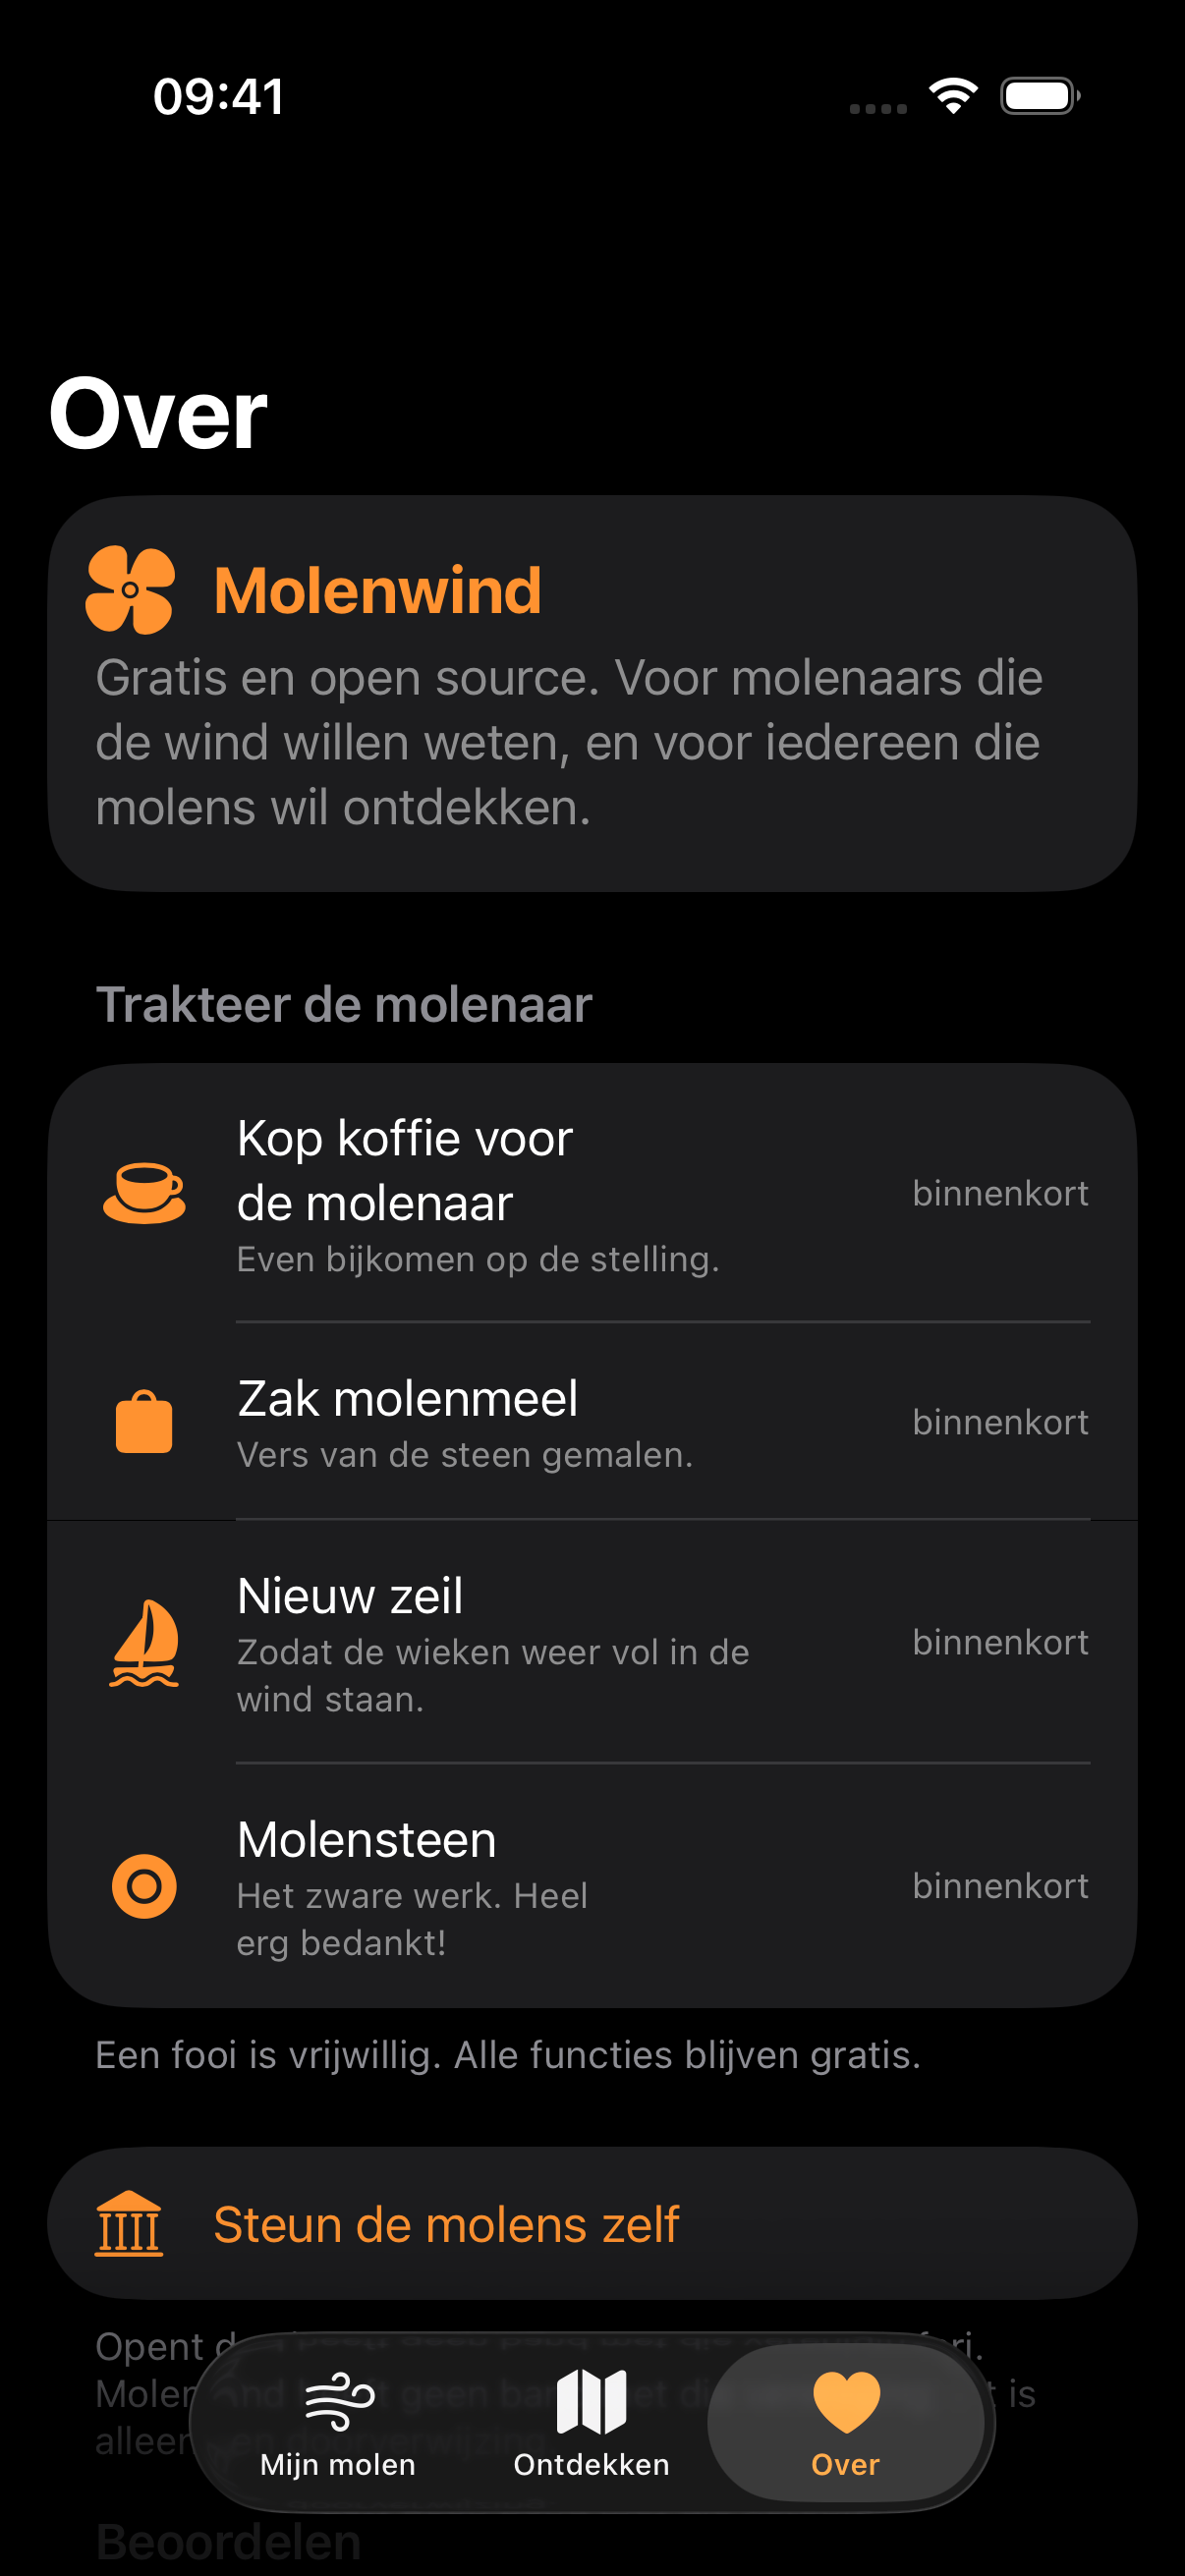 09:41
Over
Molenwind
Gratis en open source. Voor molenaars die
de wind willen weten, en voor iedereen die
molens wil ontdekken.
Trakteer de molenaar
Kop koffie voor
de molenaar
Even bijkomen op de stelling.
binnenkort
Zak molenmeel
Vers van de steen gemalen.
binnenkort
Nieuw zeil
Zodat de wieken weer vol in de
wind staan.
binnenkort
Molensteen
Het zware werk. Heel
erg bedankt!
binnenkort
Een fooi is vrijwillig. Alle functies blijven gratis.
Steun de molens zelf
Opent
geen is
Mijn molen
Ontdekken
Over
Beoordelen